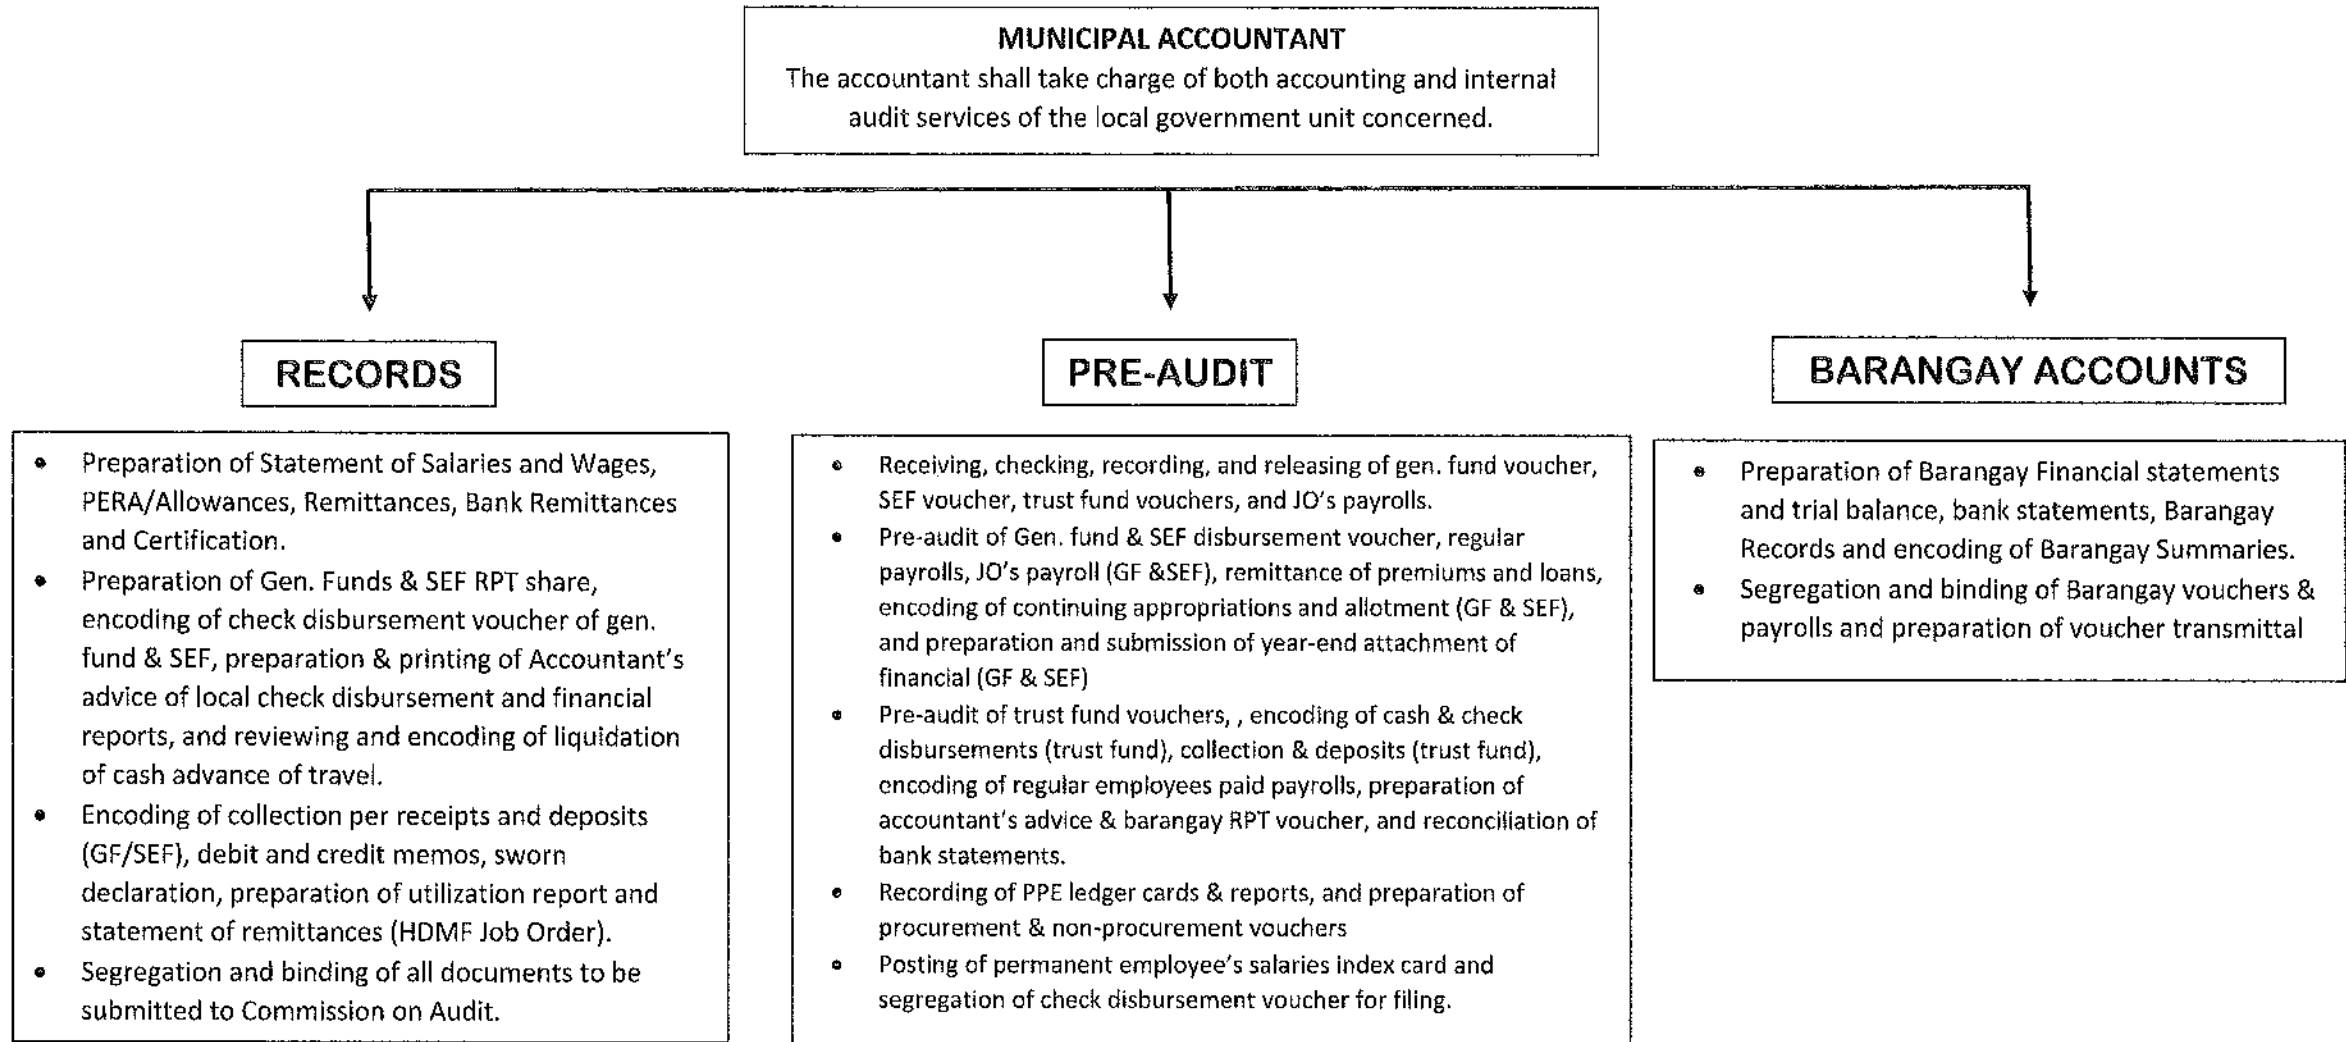 MUNICIPAL ACCOUNTANT
The accountant shall take charge of both accounting and internal
audit services of the local government unit concerned.
RECORDS
• Preparation of Statement of Salaries and Wages,
PERA/Allowances, Remittances, Bank Remittances
and Certification.
• Preparation of Gen. Funds & SEF RPT share,
encoding of check disbursement voucher of gen.
fund & SEF, preparation & printing of Accountant's
advice of local check disbursement and financial
reports, and reviewing and encoding of liquidation
of cash advance of travel.
• Encoding of collection per receipts and deposits
(GF/SEF), debit and credit memos, sworn
declaration, preparation of utilization report and
statement of remittances (HDMF Job Order).
• Segregation and binding of all documents to be
submitted to Commission on Audit.
PRE-AUDIT
• Receiving, checking, recording, and releasing of gen. fund voucher,
SEF voucher, trust fund vouchers, and JO's payrolls.
• Pre-audit of Gen. fund & SEF disbursement voucher, regular
payrolls, JO's payroll (GF &SEF), remittance of premiums and loans,
encoding of continuing appropriations and allotment (GF & SEF),
and preparation and submission of year-end attachment of
financial (GF & SEF)
• Pre-audit of trust fund vouchers, , encoding of cash & check
disbursements (trust fund), collection & deposits (trust fund),
encoding of regular employees paid payrolls, preparation of
accountant's advice & barangay RPT voucher, and reconciliation of
bank statements.
• Recording of PPE ledger cards & reports, and preparation of
procurement & non-procurement vouchers
• Posting of permanent employee's salaries index card and
segregation of check disbursement voucher for filing.
BARANGAY ACCOUNTS
• Preparation of Barangay Financial statements
and trial balance, bank statements, Barangay
Records and encoding of Barangay Summaries.
• Segregation and binding of Barangay vouchers &
payrolls and preparation of voucher transmittal